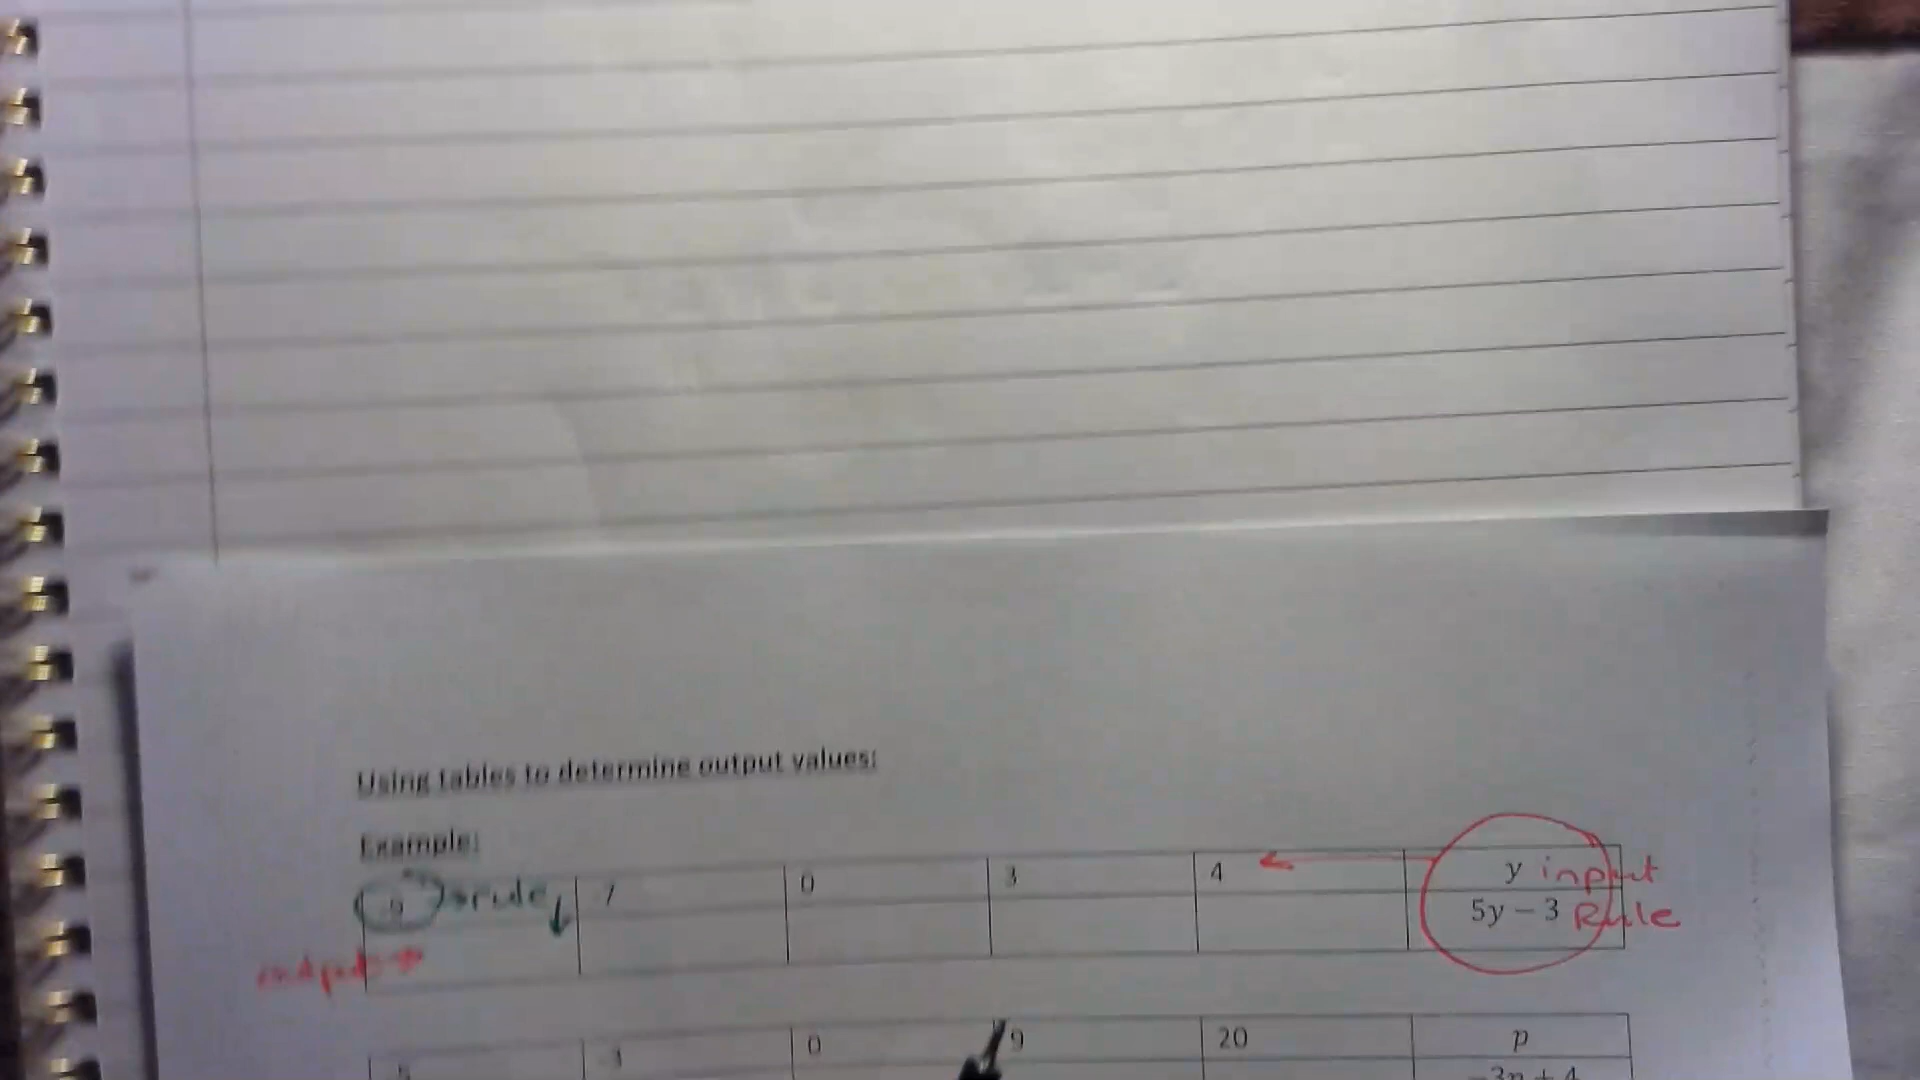 Using tables to determine output values:
Example:
rule 7 0 3 4 y input
5y − 3 Rule
output
0 9 20 p